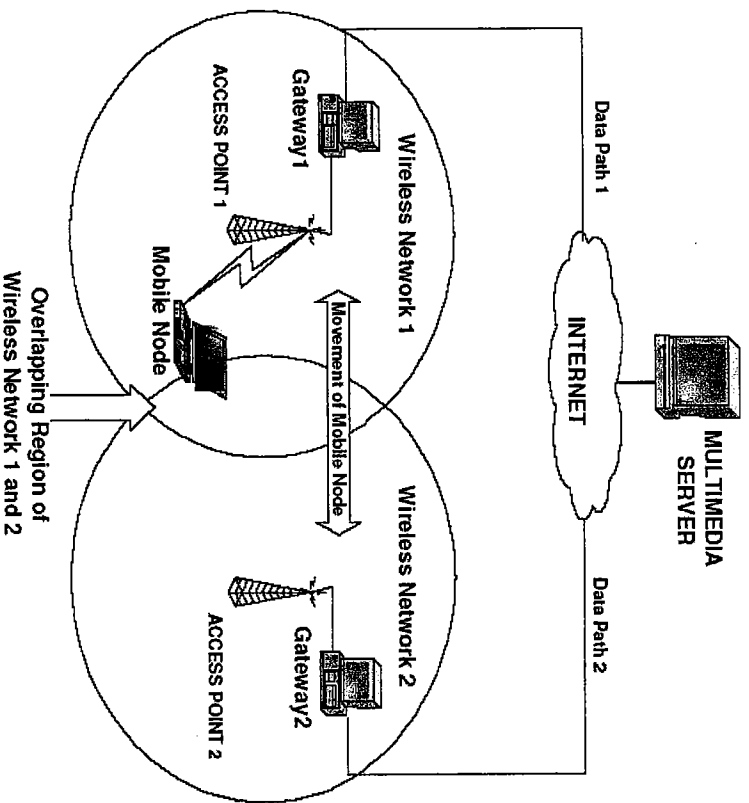 MULTIMEDIA
SERVER
INTERNET
Data Path 1
Data Path 2
Wireless Network 1
Wireless Network 2
Gateway1
Gateway2
Movement of Mobile Node
ACCESS POINT 1
ACCESS POINT 2
Mobile Node
Overlapping Region of
Wireless Network 1 and 2